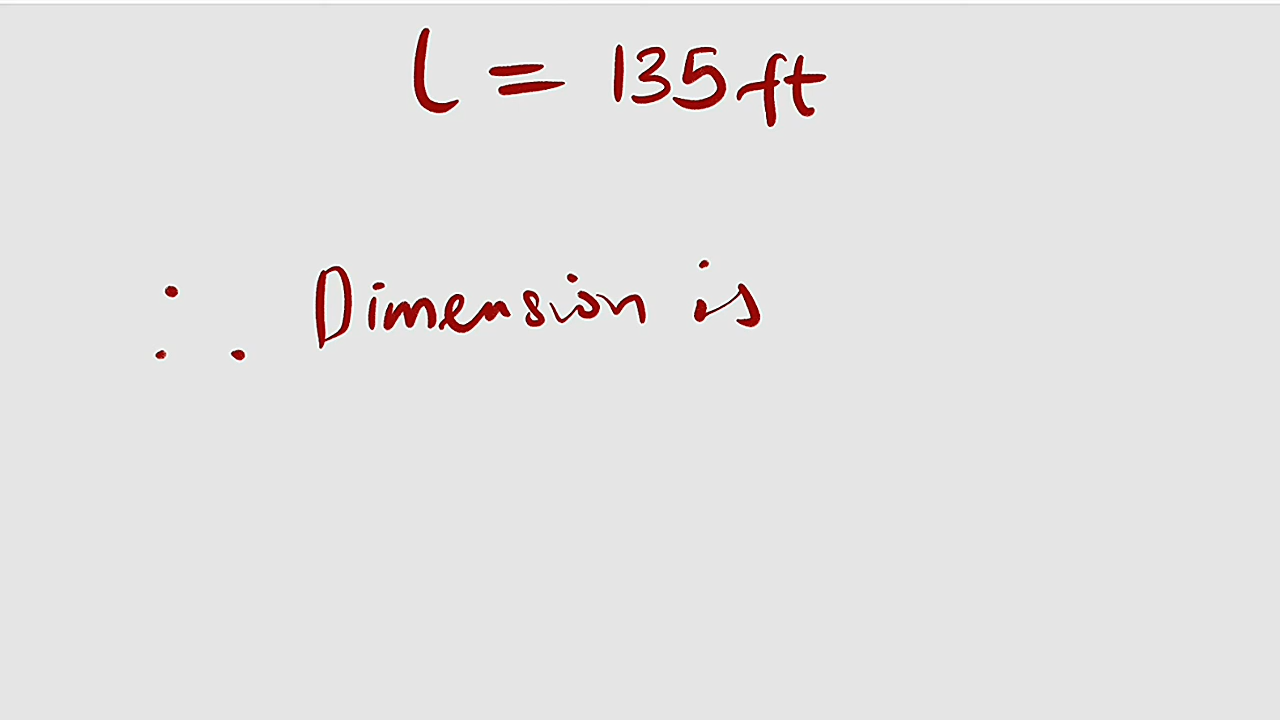 l = 135ft
∴ Dimension is